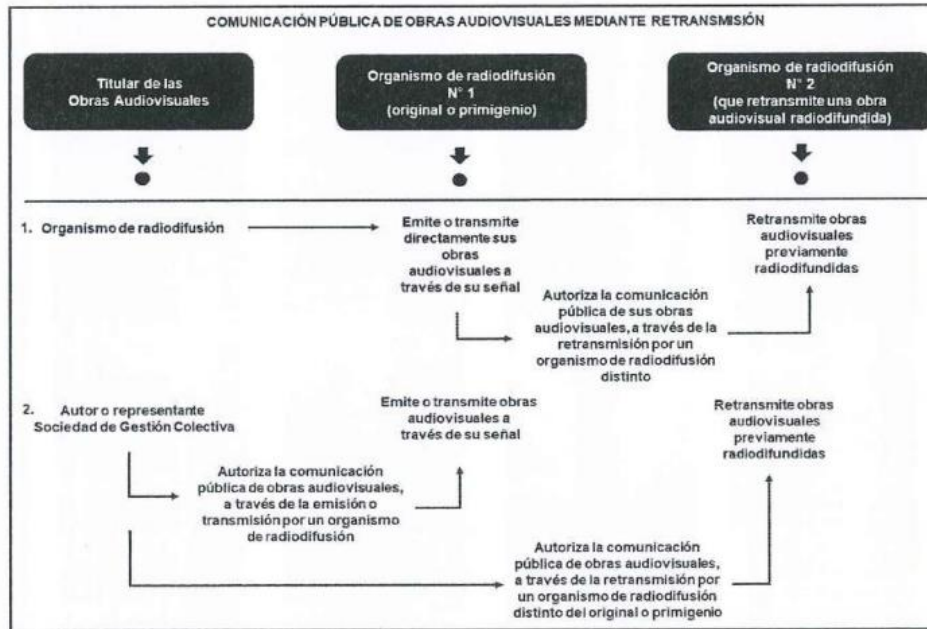 COMUNICACIÓN PÚBLICA DE OBRAS AUDIOVISUALES MEDIANTE RETRANSMISIÓN
Titular de las
Obras Audiovisuales
Organismo de radiodifusión
N° 1
(original o primigenio)
Organismo de radiodifusión
N° 2
(que retransmite una obra
audiovisual radiodifundida)
1. Organismo de radiodifusión
Emite o transmite
directamente sus
obras
audiovisuales a
través de su señal
Autoriza la comunicación
pública de sus obras
audiovisuales, a través de la
retransmisión por un
organismo de radiodifusión
distinto
Retransmite obras
audiovisuales
previamente
radiodifundidas
2. Autor o representante
Sociedad de Gestión Colectiva
Autoriza la comunicación
pública de obras audiovisuales,
a través de la emisión o
transmisión por un organismo
de radiodifusión
Emite o transmite obras
audiovisuales a
través de su señal
Autoriza la comunicación
pública de obras audiovisuales,
a través de la retransmisión por
un organismo de radiodifusión
distinto del original o primigenio
Retransmite obras
audiovisuales
previamente
radiodifundidas